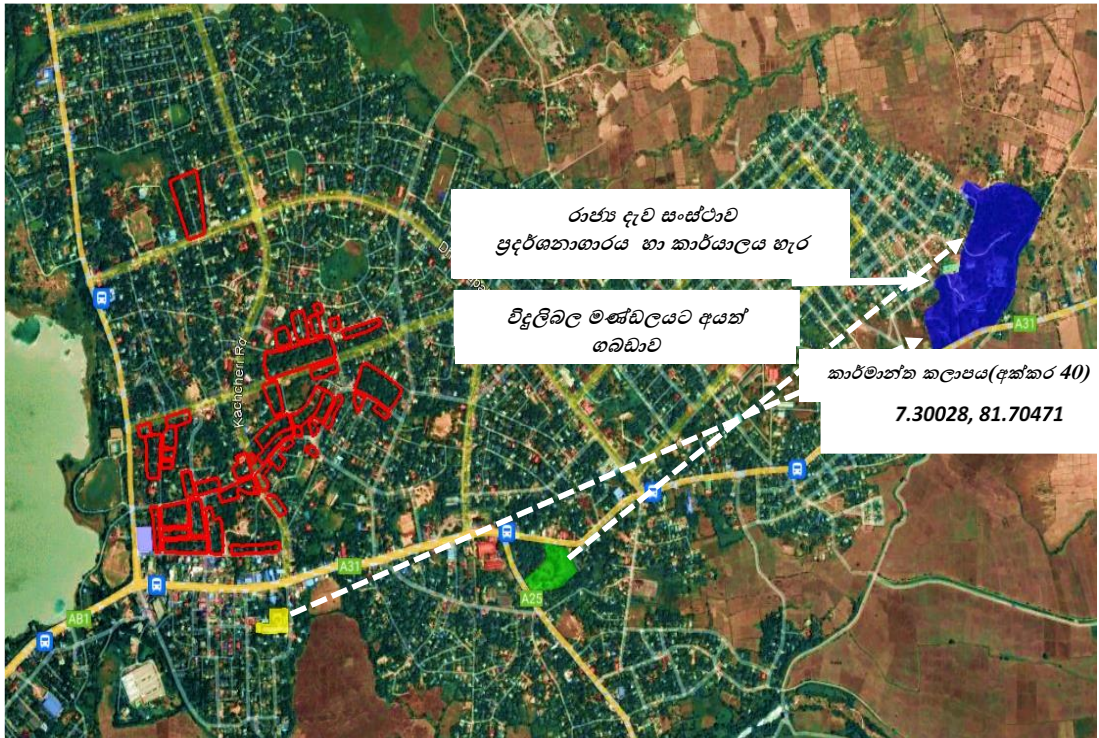 රාජ්‍ය දැව සංස්ථාව
ප්‍රදර්ශනාගාරය හා කාර්යාලය හැර
විදුලිබල මණ්ඩලයට අයත්
ගබඩාව
A31
කාර්මාන්ත කලාපය(අක්කර 40)
7.30028, 81.70471
Kachcheri Ro
A31
A25
AB1